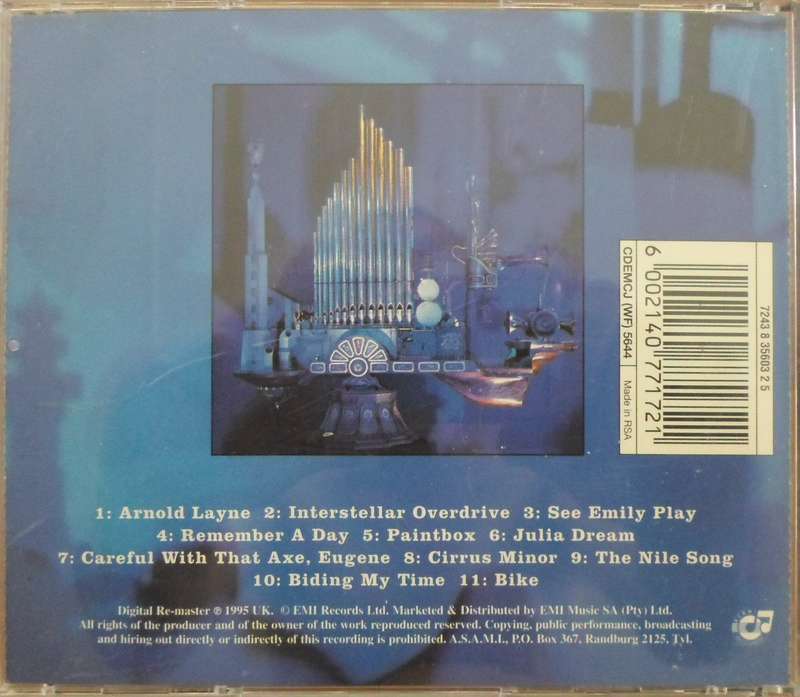 7243 8 35603 2 5
6 002140 771721
CDEMCJ (WF) 5644
Made in RSA
1: Arnold Layne 2: Interstellar Overdrive 3: See Emily Play
4: Remember A Day 5: Paintbox 6: Julia Dream
7: Careful With That Axe, Eugene 8: Cirrus Minor 9: The Nile Song
10: Biding My Time 11: Bike
Digital Re-master ℗ 1995 UK. © EMI Records Ltd. Marketed & Distributed by EMI Music SA (Pty) Ltd.
All rights of the producer and of the owner of the work reproduced reserved. Copying, public performance, broadcasting
and hiring out directly or indirectly of this recording is prohibited. A.S.A.M.I., P.O. Box 367, Randburg 2125, Tvl.